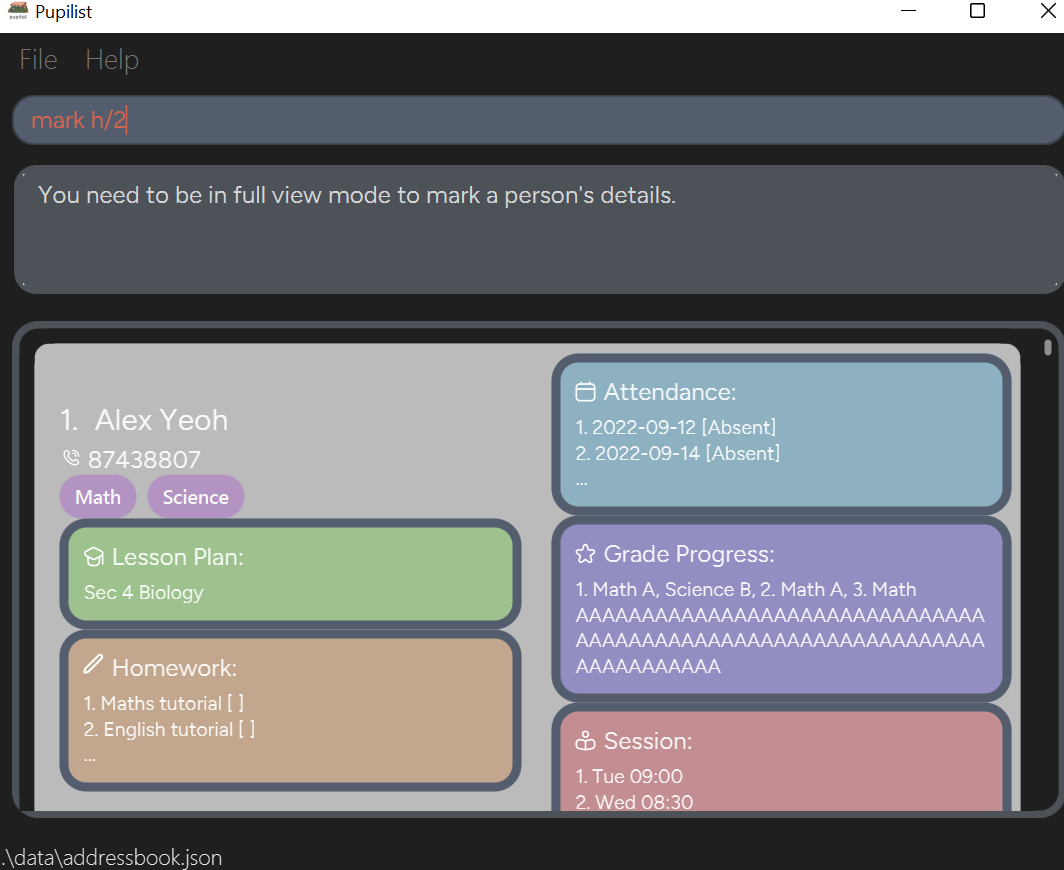 Pupilist
File Help
mark h/2
You need to be in full view mode to mark a person's details.
1. Alex Yeoh
87438807
Math Science
Lesson Plan:
Sec 4 Biology
Homework:
1. Maths tutorial [ ]
2. English tutorial [ ]
...
Attendance:
1. 2022-09-12 [Absent]
2. 2022-09-14 [Absent]
...
Grade Progress:
1. Math A, Science B, 2. Math A, 3. Math
AAAAAAAAAAAAAAAAAAAAAAAAAAAAAAA
AAAAAAAAAAAAAAAAAAAAAAAAAAAAAAA
AAAAAAAAAAA
Session:
1. Tue 09:00
2. Wed 08:30
.\data\addressbook.json